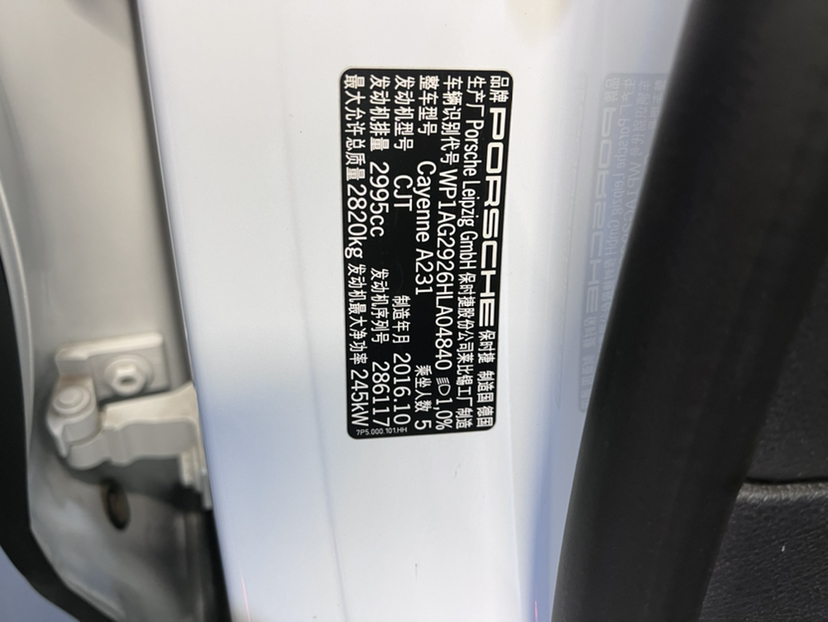 品牌 PORSCHE 保时捷 制造国 德国
生产厂 Porsche Leipzig GmbH 保时捷股份公司莱比锡工厂制造
车辆识别代号 WP1AG2926HLA04840 1,0%
整车型号 Cayenne A231 乘坐人数 5
发动机型号 CJT 制造年月 2016.10
发动机排量 2995cc 发动机序列号 286117
最大允许总质量 2820kg 发动机最大净功率 245kW
7P5.000.101.HH